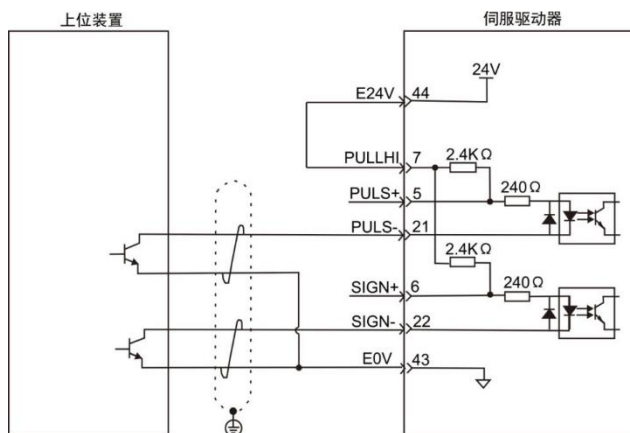 上位装置
伺服驱动器
24V
E24V 44
PULLHI 7
2.4KΩ
PULS+ 5
240Ω
PULS- 21
2.4KΩ
SIGN+ 6
240Ω
SIGN- 22
E0V 43